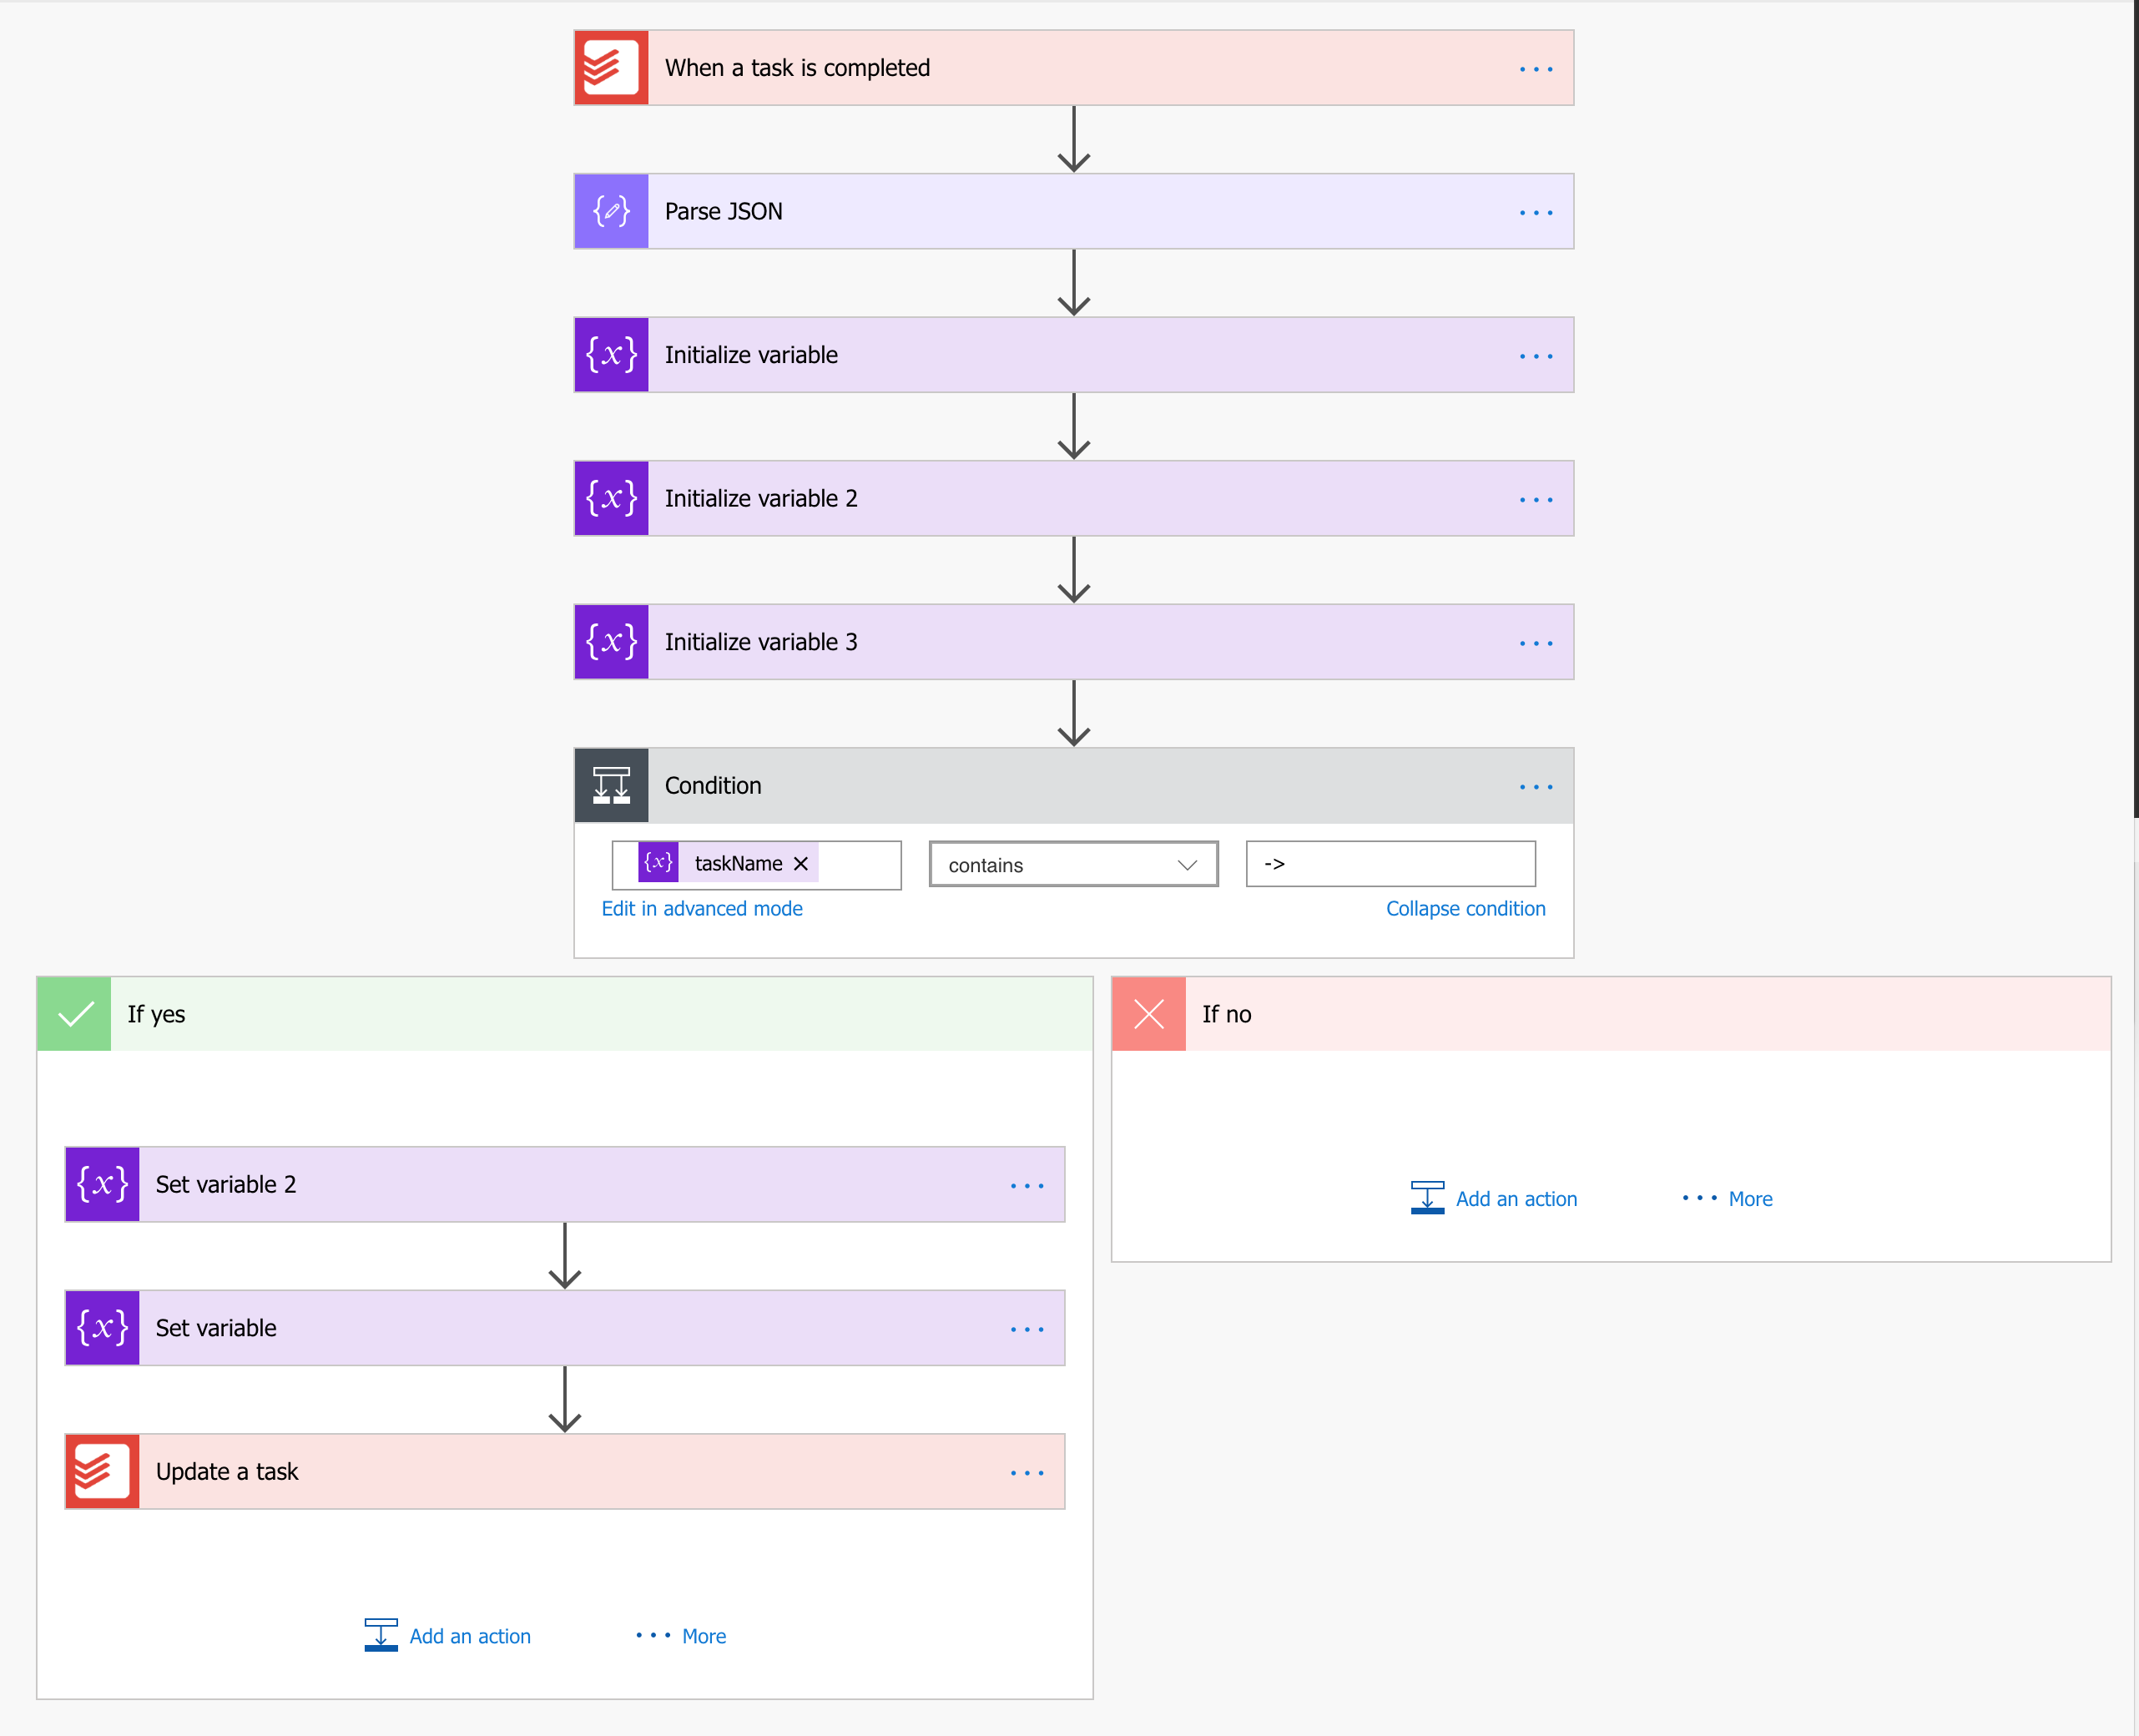 When a task is completed
Parse JSON
Initialize variable
Initialize variable 2
Initialize variable 3
Condition
taskName
contains
->
Edit in advanced mode
Collapse condition
If yes
If no
Set variable 2
Add an action
More
Set variable
Update a task
Add an action
More